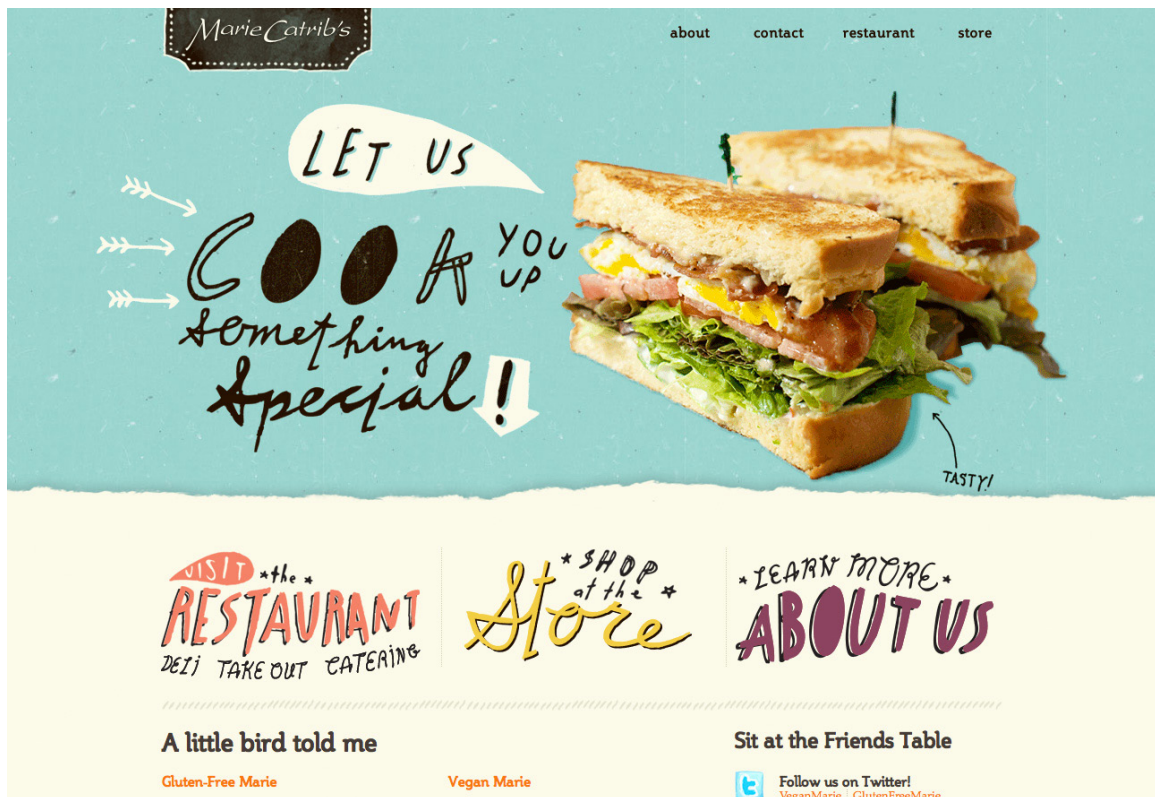 Marie Catrib's
about contact restaurant store
LET US
COOK YOU UP
something
special!
TASTY!
VISIT the
RESTAURANT
DELI TAKE OUT CATERING
SHOP
at the
Store
LEARN MORE
ABOUT US
A little bird told me
Sit at the Friends Table
Gluten-Free Marie
Vegan Marie
Follow us on Twitter!
VeganMarie | GlutenFreeMarie